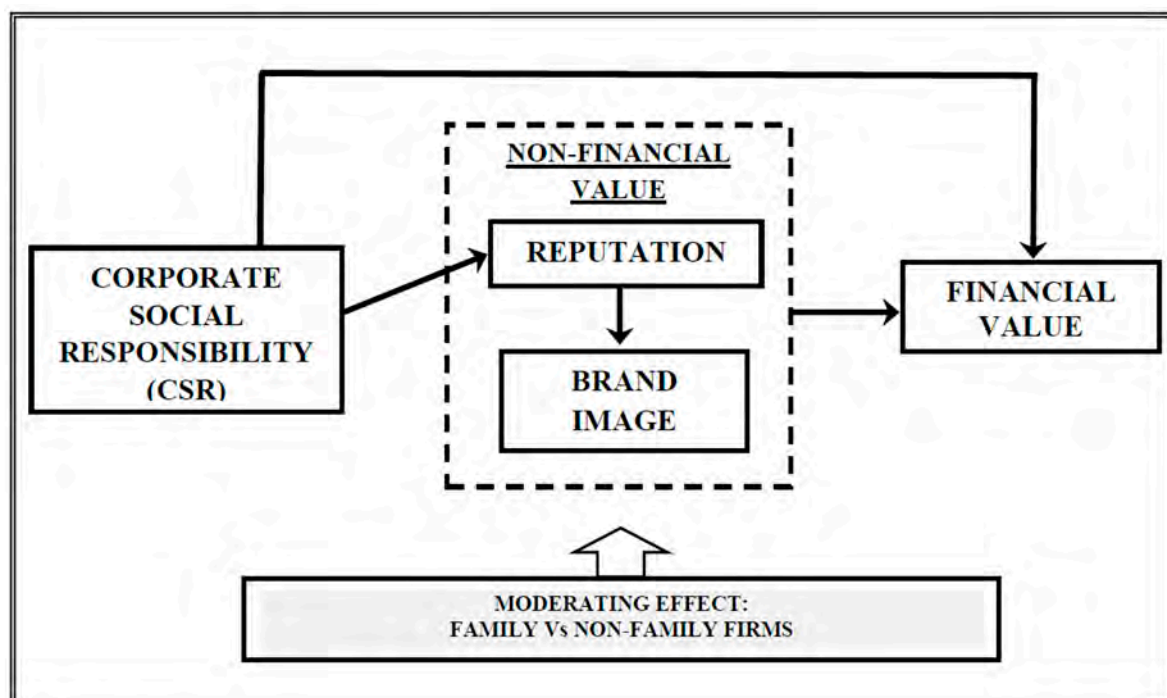 NON-FINANCIAL
VALUE
REPUTATION
BRAND
IMAGE
CORPORATE
SOCIAL
RESPONSIBILITY
(CSR)
FINANCIAL
VALUE
MODERATING EFFECT:
FAMILY Vs NON-FAMILY FIRMS